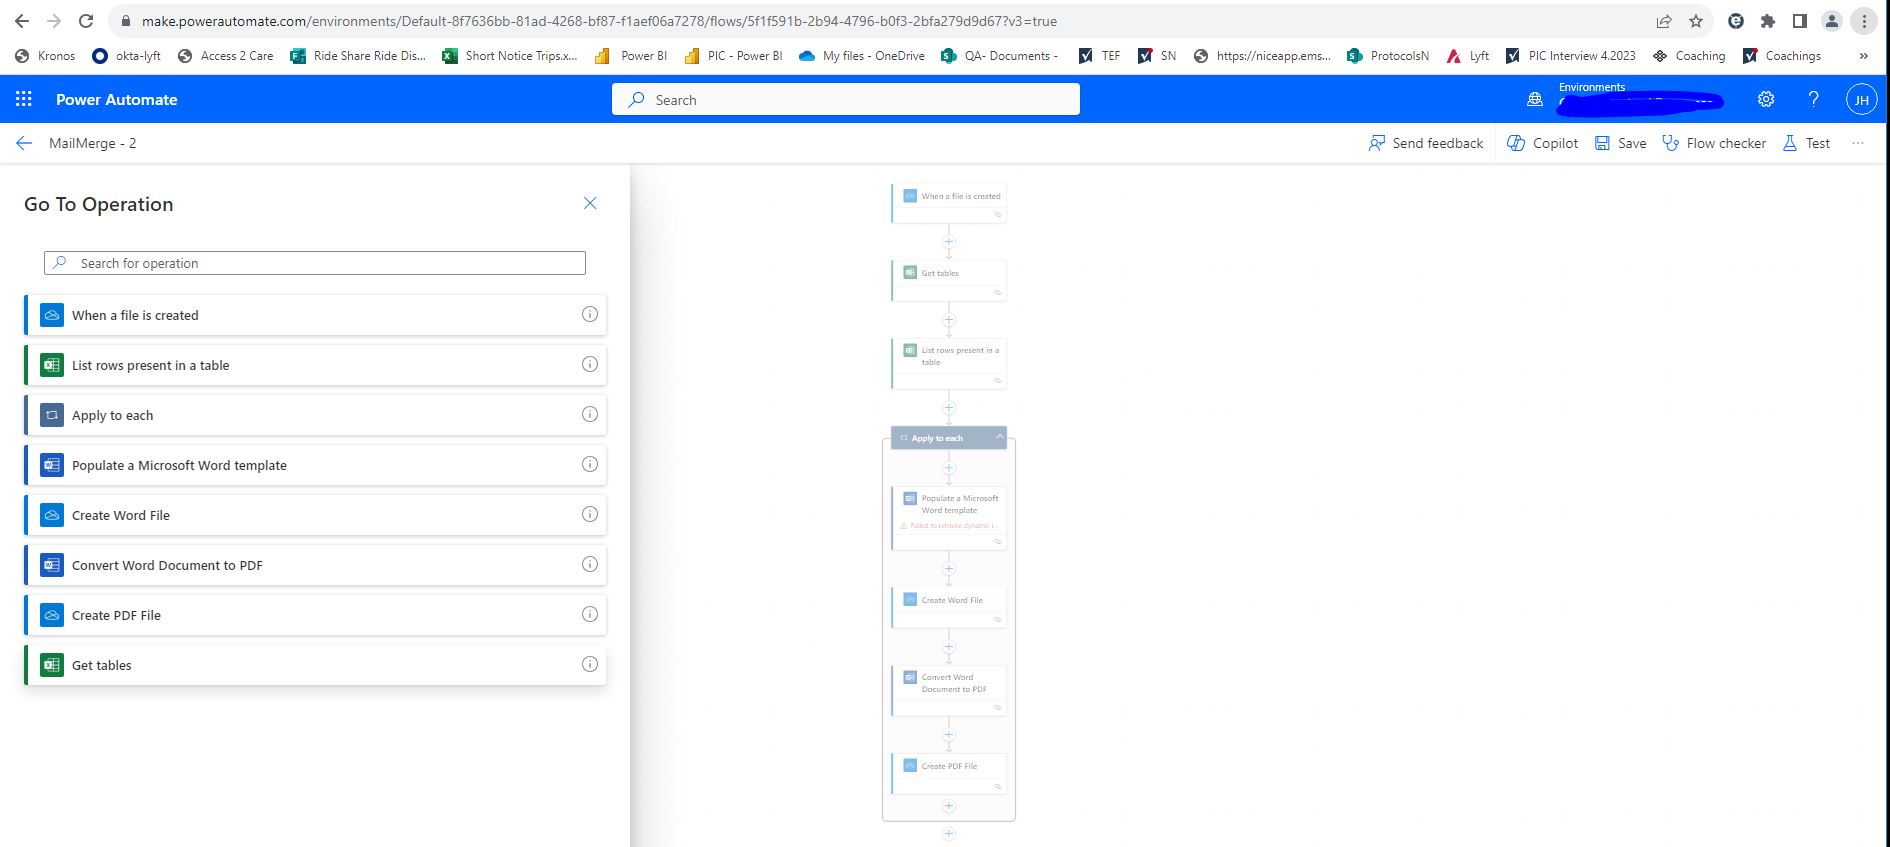 make.powerautomate.com/environments/Default-8f7636bb-81ad-4268-bf87-f1aef06a7278/flows/5f1f591b-2b94-4796-b0f3-2bfa279d9d67?v3=true
Kronos okta-lyft Access 2 Care Ride Share Ride Dis... Short Notice Trips.x... Power BI PIC - Power BI My files - OneDrive QA- Documents - TEF SN https://niceapp.ems... ProtocolsN Lyft PIC Interview 4.2023 Coaching Coachings »
Power Automate Search Environments ? JH
MailMerge - 2 Send feedback Copilot Save Flow checker Test ...
Go To Operation
Search for operation
When a file is created
List rows present in a table
Apply to each
Populate a Microsoft Word template
Create Word File
Convert Word Document to PDF
Create PDF File
Get tables
When a file is created
Get tables
List rows present in a
table
Apply to each
Populate a Microsoft
Word template
Failed to retrieve dynamic i...
Create Word File
Convert Word
Document to PDF
Create PDF File